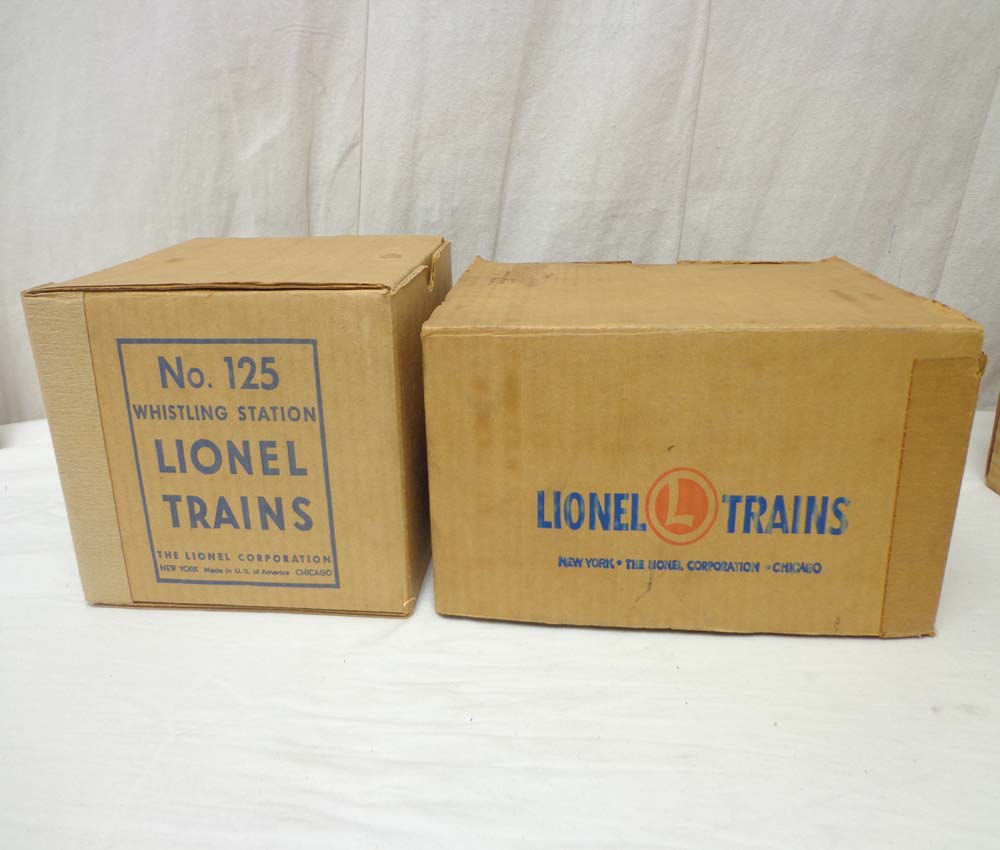 No. 125
WHISTLING STATION
LIONEL
TRAINS
THE LIONEL CORPORATION
NEW YORK Made in U. S. of America CHICAGO
LIONEL L TRAINS
NEW YORK • THE LIONEL CORPORATION • CHICAGO